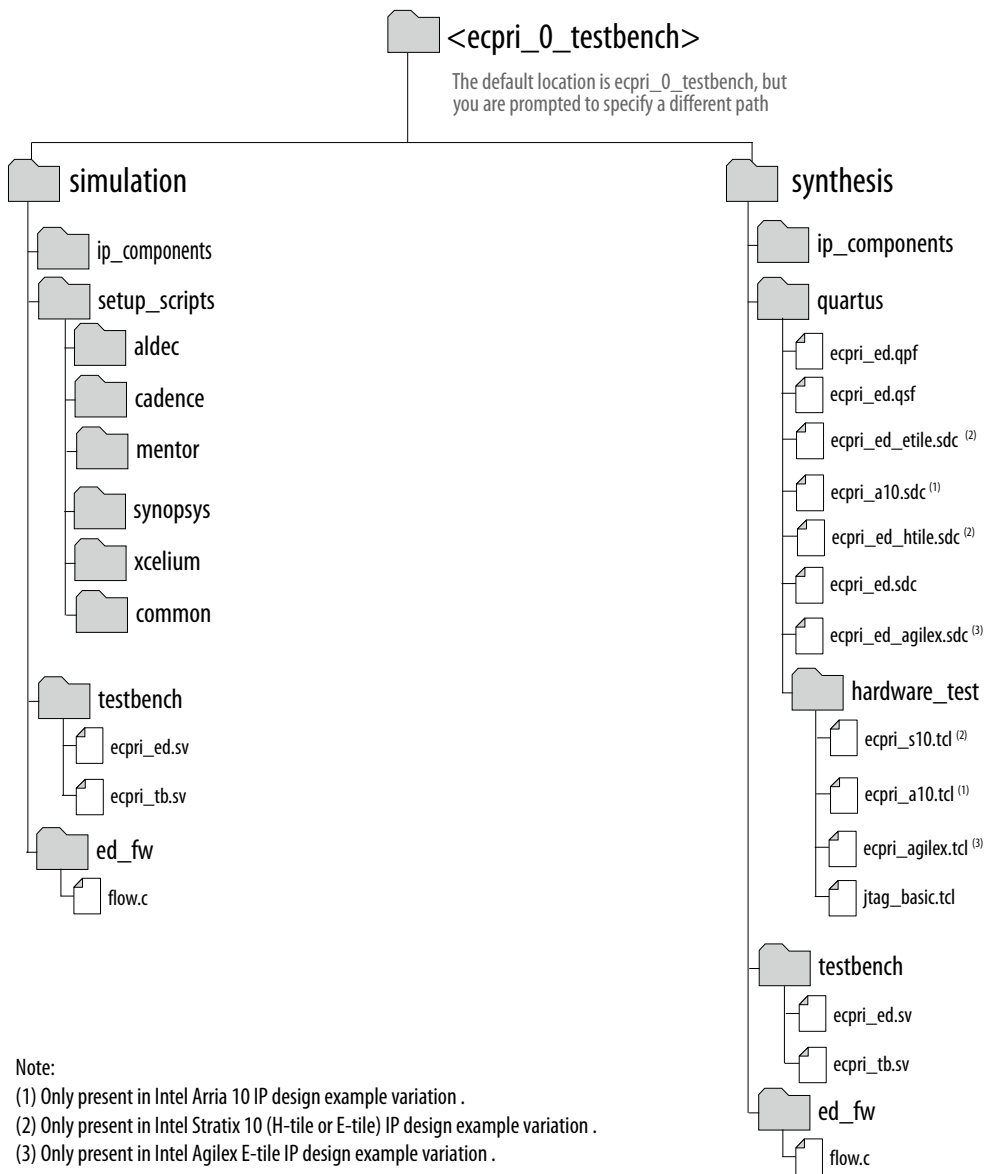 <ecpri_0_testbench>
The default location is ecpri_0_testbench, but
you are prompted to specify a different path
simulation
ip_components
setup_scripts
aldec
cadence
mentor
synopsys
xcelium
common
testbench
ecpri_ed.sv
ecpri_tb.sv
ed_fw
flow.c
synthesis
ip_components
quartus
ecpri_ed.qpf
ecpri_ed.qsf
ecpri_ed_etile.sdc (2)
ecpri_a10.sdc (1)
ecpri_ed_htile.sdc (2)
ecpri_ed.sdc
ecpri_ed_agilex.sdc (3)
hardware_test
ecpri_s10.tcl (2)
ecpri_a10.tcl (1)
ecpri_agilex.tcl (3)
jtag_basic.tcl
testbench
ecpri_ed.sv
ecpri_tb.sv
ed_fw
flow.c
Note:
(1) Only present in Intel Arria 10 IP design example variation .
(2) Only present in Intel Stratix 10 (H-tile or E-tile) IP design example variation .
(3) Only present in Intel Agilex E-tile IP design example variation .